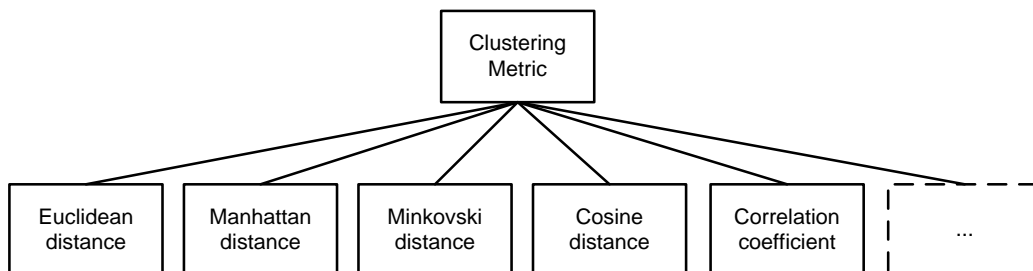 Clustering
Metric
Euclidean
distance
Manhattan
distance
Minkovski
distance
Cosine
distance
Correlation
coefficient
...